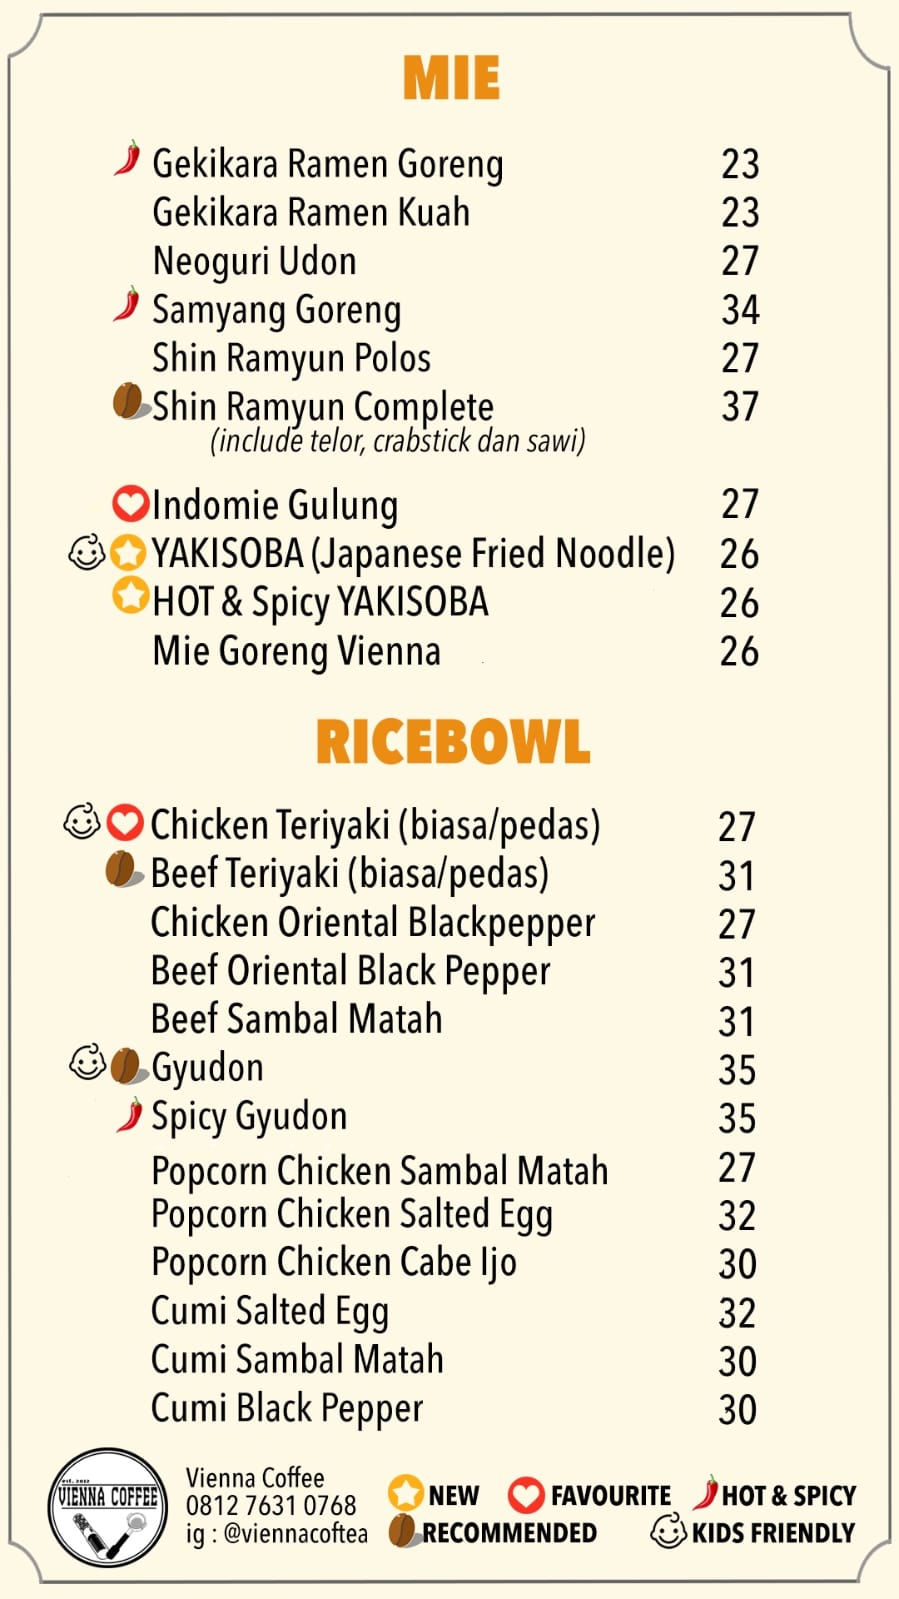 MIE
Gekikara Ramen Goreng 23
Gekikara Ramen Kuah 23
Neoguri Udon 27
Samyang Goreng 34
Shin Ramyun Polos 27
Shin Ramyun Complete 37
(include telor, crabstick dan sawi)
Indomie Gulung 27
YAKISOBA (Japanese Fried Noodle) 26
HOT & Spicy YAKISOBA 26
Mie Goreng Vienna 26
RICEBOWL
Chicken Teriyaki (biasa/pedas) 27
Beef Teriyaki (biasa/pedas) 31
Chicken Oriental Blackpepper 27
Beef Oriental Black Pepper 31
Beef Sambal Matah 31
Gyudon 35
Spicy Gyudon 35
Popcorn Chicken Sambal Matah 27
Popcorn Chicken Salted Egg 32
Popcorn Chicken Cabe Ijo 30
Cumi Salted Egg 32
Cumi Sambal Matah 30
Cumi Black Pepper 30
est. 2012
VIENNA COFFEE
Vienna Coffee
0812 7631 0768
ig : @viennacoftea
NEW FAVOURITE HOT & SPICY
RECOMMENDED KIDS FRIENDLY